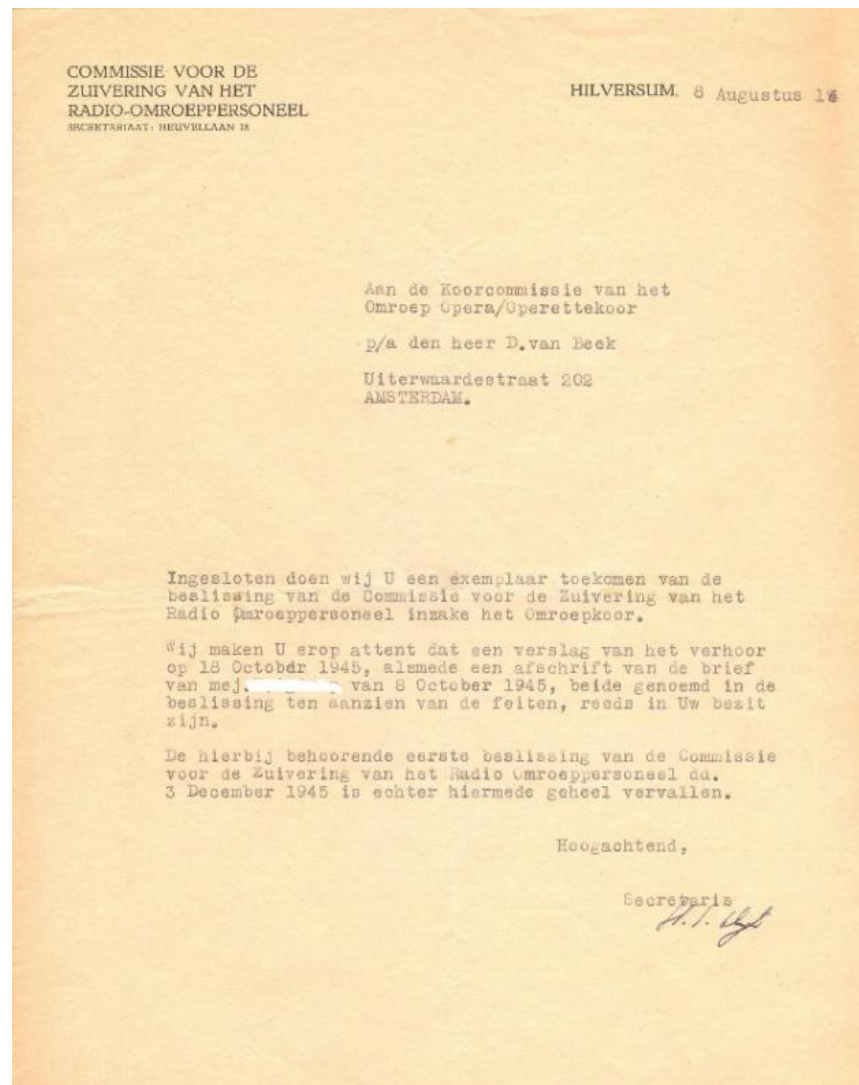 COMMISSIE VOOR DE
ZUIVERING VAN HET
RADIO-OMROEPPERSONEEL
SECRETARIAAT: HEUVELLAAN 18
HILVERSUM, 8 Augustus
Aan de Koorcommissie van het
Omroep Opera/Operettekoor
p/a den heer D.van Beek
Uiterwaardestraat 202
AMSTERDAM.
Ingesloten doen wij U een exemplaar toekomen van de
beslissing van de Commissie voor de Zuivering van het
Radio Omroeppersoneel inzake het Omroepkoor.
Wij maken U erop attent dat een verslag van het verhoor
op 18 October 1945, alsmede een afschrift van de brief
van mej. van 8 October 1945, beide genoemd in de
beslissing ten aanzien van de feiten, reeds in Uw bezit
zijn.
De hierbij behoorende eerste beslissing van de Commissie
voor de Zuivering van het Radio Omroeppersoneel dd.
3 December 1945 is echter hiermede geheel vervallen.
Hoogachtend,
Secretaris